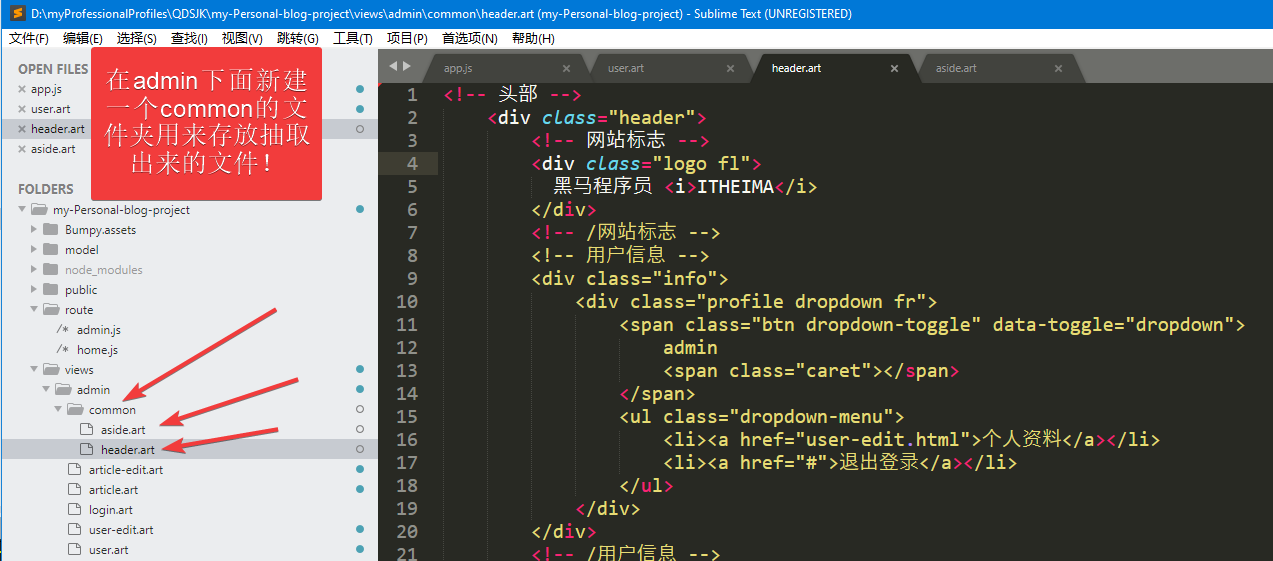 D:\myProfessionalProfiles\QDSJK\my-Personal-blog-project\views\admin\common\header.art (my-Personal-blog-project) - Sublime Text (UNREGISTERED)
文件(F) 编辑(E) 选择(S) 查找(I) 视图(V) 跳转(G) 工具(T) 项目(P) 首选项(N) 帮助(H)
OPEN FILES
app.js
user.art
header.art
aside.art
在admin下面新建
一个common的文
件夹用来存放抽取
出来的文件!
FOLDERS
my-Personal-blog-project
Bumpy.assets
model
node_modules
public
route
/* admin.js
/* home.js
views
admin
common
aside.art
header.art
article-edit.art
article.art
login.art
user-edit.art
user.art
app.js × user.art × header.art × aside.art ×
1 <!-- 头部 -->
2 <div class="header">
3 <!-- 网站标志 -->
4 <div class="logo fl">
5 黑马程序员 <i>ITHEIMA</i>
6 </div>
7 <!-- /网站标志 -->
8 <!-- 用户信息 -->
9 <div class="info">
10 <div class="profile dropdown fr">
11 <span class="btn dropdown-toggle" data-toggle="dropdown">
12 admin
13 <span class="caret"></span>
14 </span>
15 <ul class="dropdown-menu">
16 <li><a href="user-edit.html">个人资料</a></li>
17 <li><a href="#">退出登录</a></li>
18 </ul>
19 </div>
20 </div>
21 <!-- /用户信息 -->